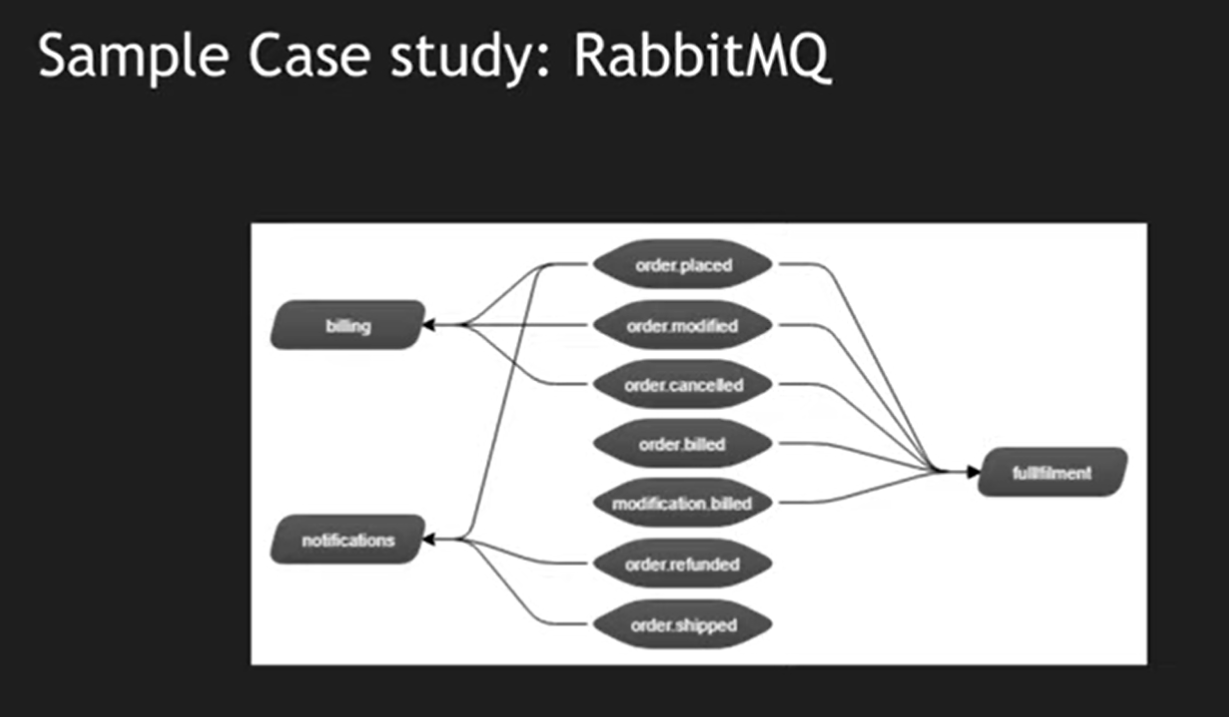 Sample Case study: RabbitMQ
order.placed
billing
order.modified
order.cancelled
order.billed
fullfilment
modification.billed
notifications
order.refunded
order.shipped